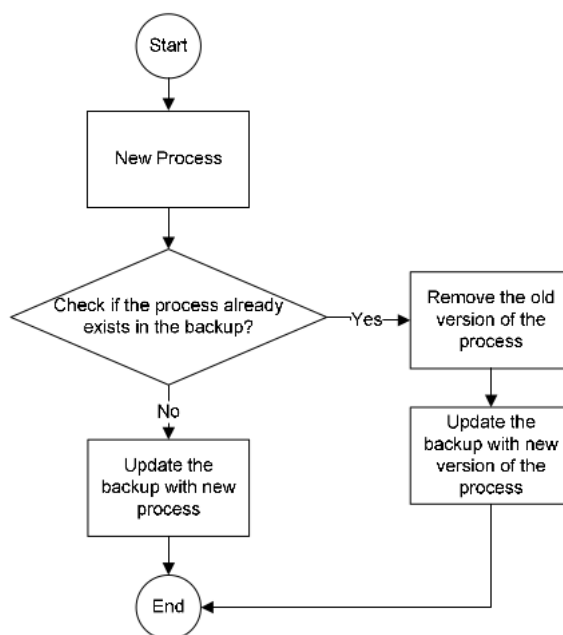 Start
New Process
Check if the process already
exists in the backup?
Yes
Remove the old
version of the
process
No
Update the
backup with new
process
Update the
backup with new
version of the
process
End